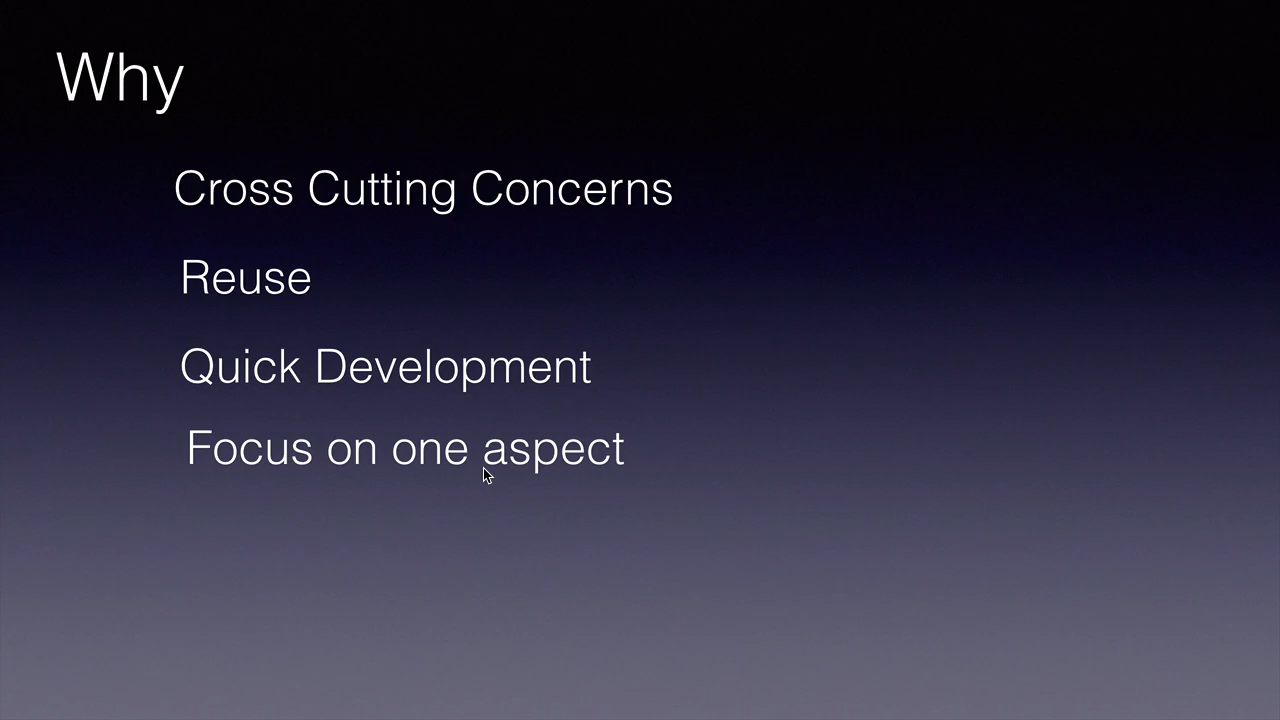 Why
Cross Cutting Concerns
Reuse
Quick Development
Focus on one aspect